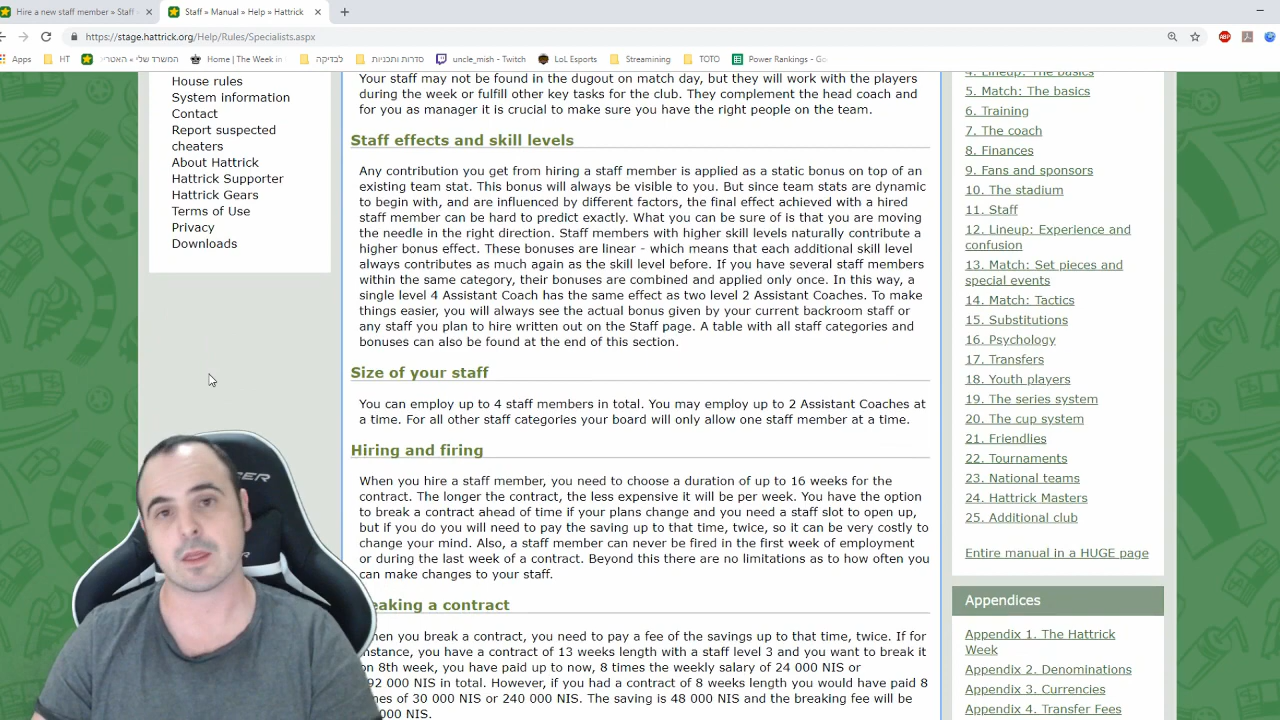 Hire a new staff member » Staff
Staff » Manual » Help » Hattrick
https://stage.hattrick.org/Help/Rules/Specialists.aspx
Apps
HT
המשרד שלי » האטריק
Home | The Week in
לבדיקה
סדרות ותכניות
uncle_mish - Twitch
LoL Esports
Streamining
TOTO
Power Rankings - Go
ABP
House rules
System information
Contact
Report suspected
cheaters
About Hattrick
Hattrick Supporter
Hattrick Gears
Terms of Use
Privacy
Downloads
Your staff may not be found in the dugout on match day, but they will work with the players
during the week or fulfill other key tasks for the club. They complement the head coach and
for you as manager it is crucial to make sure you have the right people on the team.
Staff effects and skill levels
Any contribution you get from hiring a staff member is applied as a static bonus on top of an
existing team stat. This bonus will always be visible to you. But since team stats are dynamic
to begin with, and are influenced by different factors, the final effect achieved with a hired
staff member can be hard to predict exactly. What you can be sure of is that you are moving
the needle in the right direction. Staff members with higher skill levels naturally contribute a
higher bonus effect. These bonuses are linear - which means that each additional skill level
always contributes as much again as the skill level before. If you have several staff members
within the same category, their bonuses are combined and applied only once. In this way, a
single level 4 Assistant Coach has the same effect as two level 2 Assistant Coaches. To make
things easier, you will always see the actual bonus given by your current backroom staff or
any staff you plan to hire written out on the Staff page. A table with all staff categories and
bonuses can also be found at the end of this section.
Size of your staff
You can employ up to 4 staff members in total. You may employ up to 2 Assistant Coaches at
a time. For all other staff categories your board will only allow one staff member at a time.
Hiring and firing
When you hire a staff member, you need to choose a duration of up to 16 weeks for the
contract. The longer the contract, the less expensive it will be per week. You have the option
to break a contract ahead of time if your plans change and you need a staff slot to open up,
but if you do you will need to pay the saving up to that time, twice, so it can be very costly to
change your mind. Also, a staff member can never be fired in the first week of employment
or during the last week of a contract. Beyond this there are no limitations as to how often you
can make changes to your staff.
eaking a contract
hen you break a contract, you need to pay a fee of the savings up to that time, twice. If for
nstance, you have a contract of 13 weeks length with a staff level 3 and you want to break it
on 8th week, you have paid up to now, 8 times the weekly salary of 24 000 NIS or
92 000 NIS in total. However, if you had a contract of 8 weeks length you would have paid 8
mes of 30 000 NIS or 240 000 NIS. The saving is 48 000 NIS and the breaking fee will be
000 NIS.
4. Lineup: The basics
5. Match: The basics
6. Training
7. The coach
8. Finances
9. Fans and sponsors
10. The stadium
11. Staff
12. Lineup: Experience and
confusion
13. Match: Set pieces and
special events
14. Match: Tactics
15. Substitutions
16. Psychology
17. Transfers
18. Youth players
19. The series system
20. The cup system
21. Friendlies
22. Tournaments
23. National teams
24. Hattrick Masters
25. Additional club
Entire manual in a HUGE page
Appendices
Appendix 1. The Hattrick
Week
Appendix 2. Denominations
Appendix 3. Currencies
Appendix 4. Transfer Fees